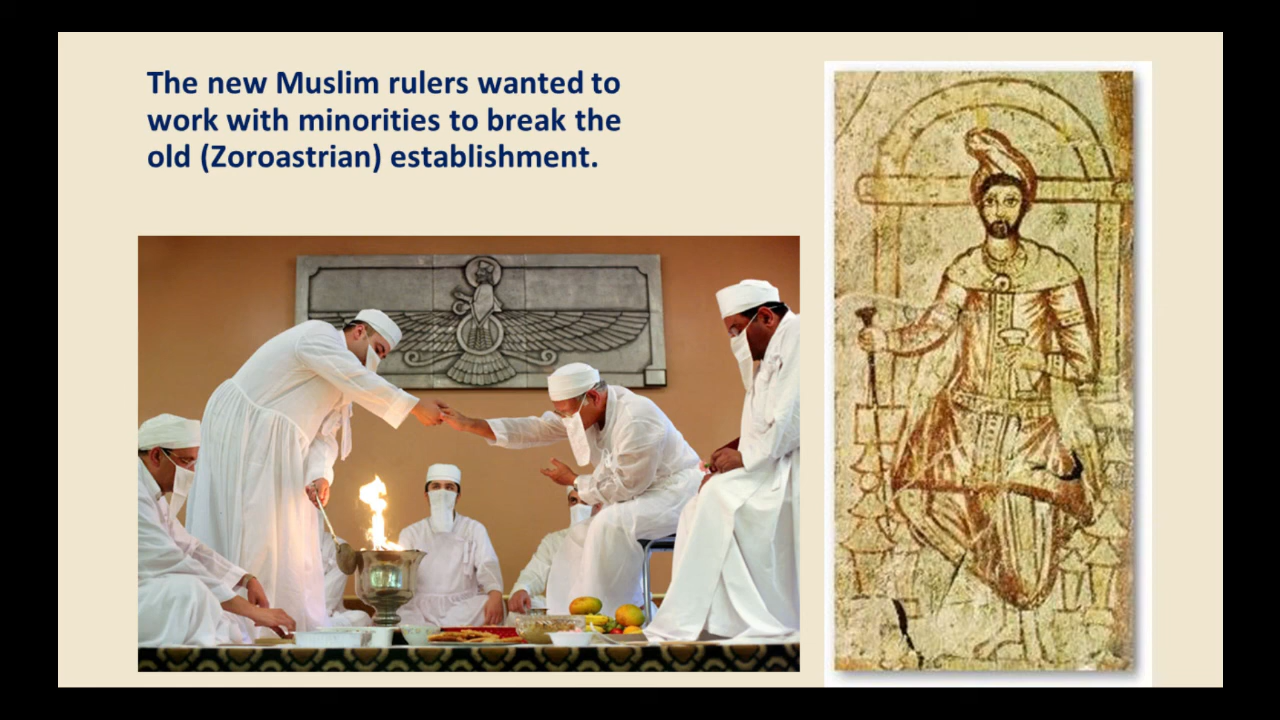 The new Muslim rulers wanted to
work with minorities to break the
old (Zoroastrian) establishment.